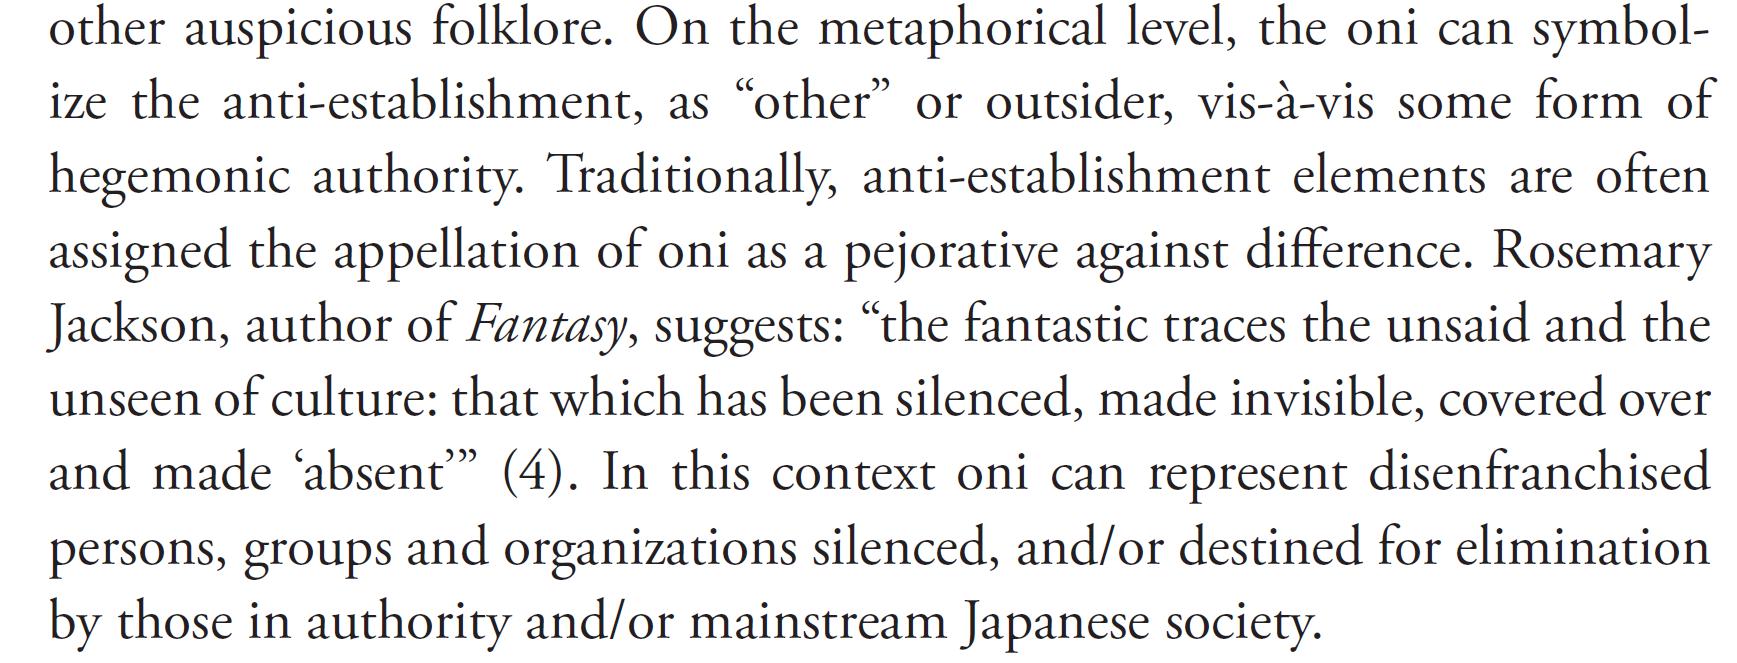 other auspicious folklore. On the metaphorical level, the oni can symbol-
ize the anti-establishment, as “other” or outsider, vis-à-vis some form of
hegemonic authority. Traditionally, anti-establishment elements are often
assigned the appellation of oni as a pejorative against difference. Rosemary
Jackson, author of Fantasy, suggests: “the fantastic traces the unsaid and the
unseen of culture: that which has been silenced, made invisible, covered over
and made ‘absent’” (4). In this context oni can represent disenfranchised
persons, groups and organizations silenced, and/or destined for elimination
by those in authority and/or mainstream Japanese society.